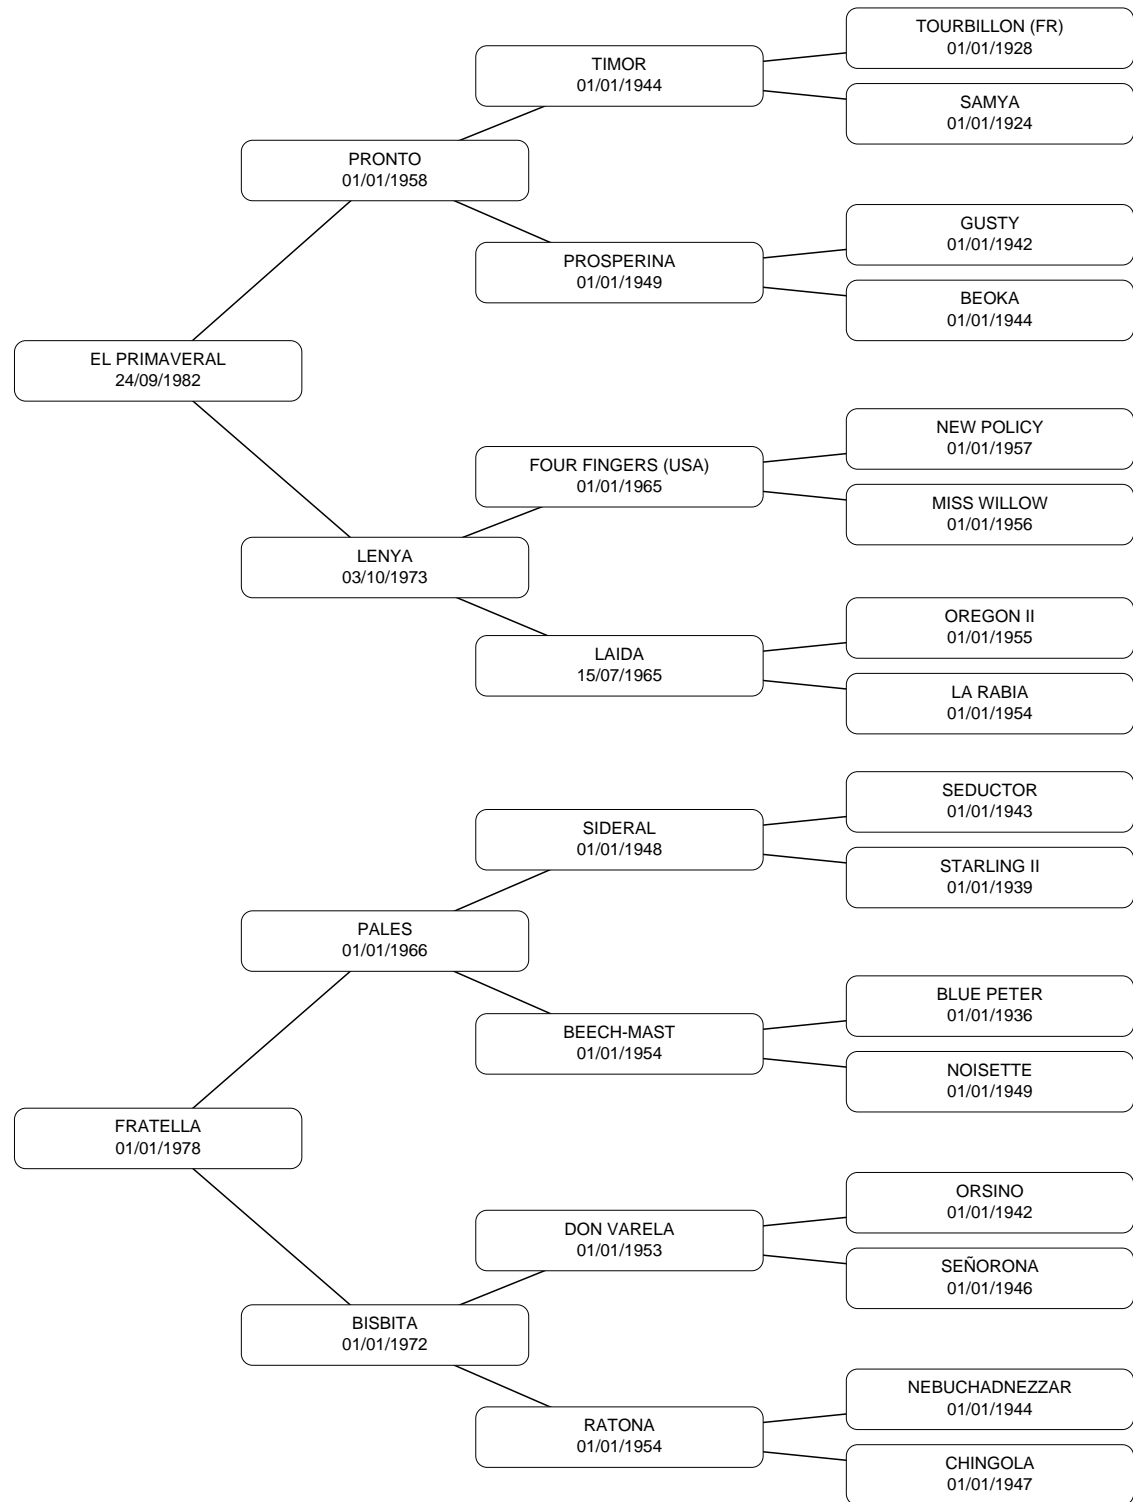 TOURBILLON (FR)
01/01/1928
TIMOR
01/01/1944
SAMYA
01/01/1924
PRONTO
01/01/1958
GUSTY
01/01/1942
PROSPERINA
01/01/1949
BEOKA
01/01/1944
EL PRIMAVERAL
24/09/1982
NEW POLICY
01/01/1957
FOUR FINGERS (USA)
01/01/1965
MISS WILLOW
01/01/1956
LENYA
03/10/1973
OREGON II
01/01/1955
LAIDA
15/07/1965
LA RABIA
01/01/1954
SEDUCTOR
01/01/1943
SIDERAL
01/01/1948
STARLING II
01/01/1939
PALES
01/01/1966
BLUE PETER
01/01/1936
BEECH-MAST
01/01/1954
NOISETTE
01/01/1949
FRATELLA
01/01/1978
ORSINO
01/01/1942
DON VARELA
01/01/1953
SEÑORONA
01/01/1946
BISBITA
01/01/1972
NEBUCHADNEZZAR
01/01/1944
RATONA
01/01/1954
CHINGOLA
01/01/1947